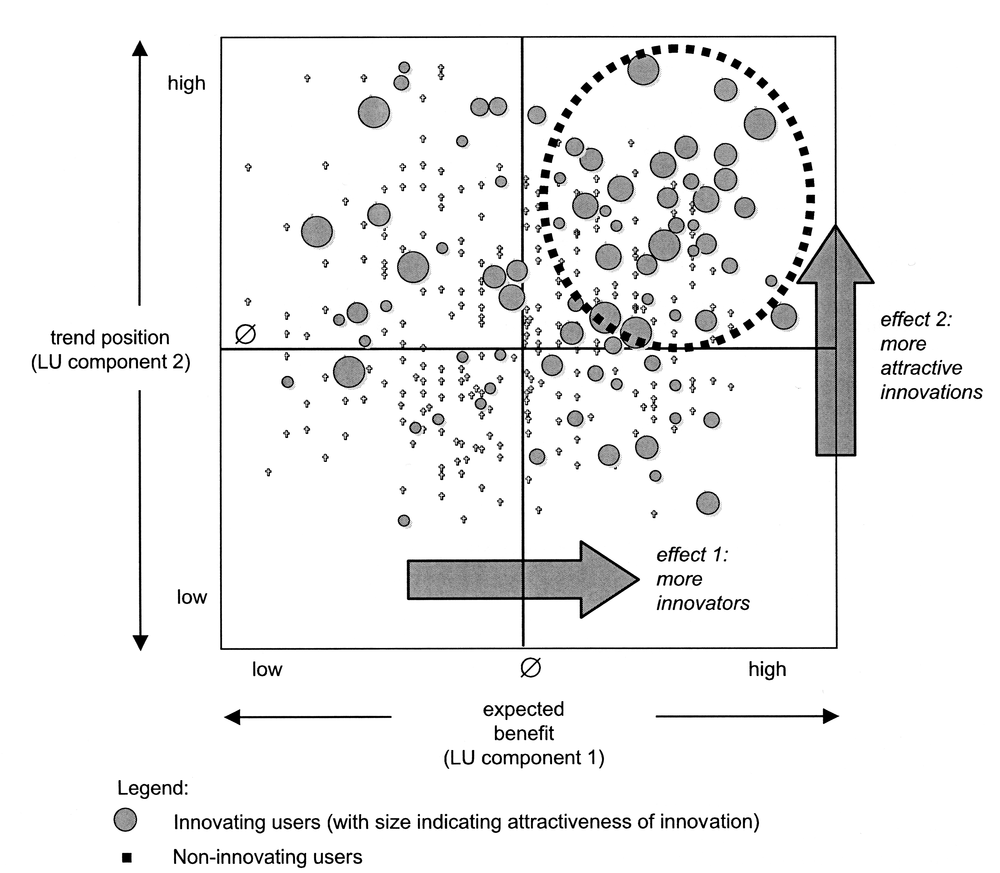 high
Ø
trend position
(LU component 2)
low
effect 2:
more
attractive
innovations
effect 1:
more
innovators
low
Ø
high
expected
benefit
(LU component 1)
Legend:
Innovating users (with size indicating attractiveness of innovation)
Non-innovating users